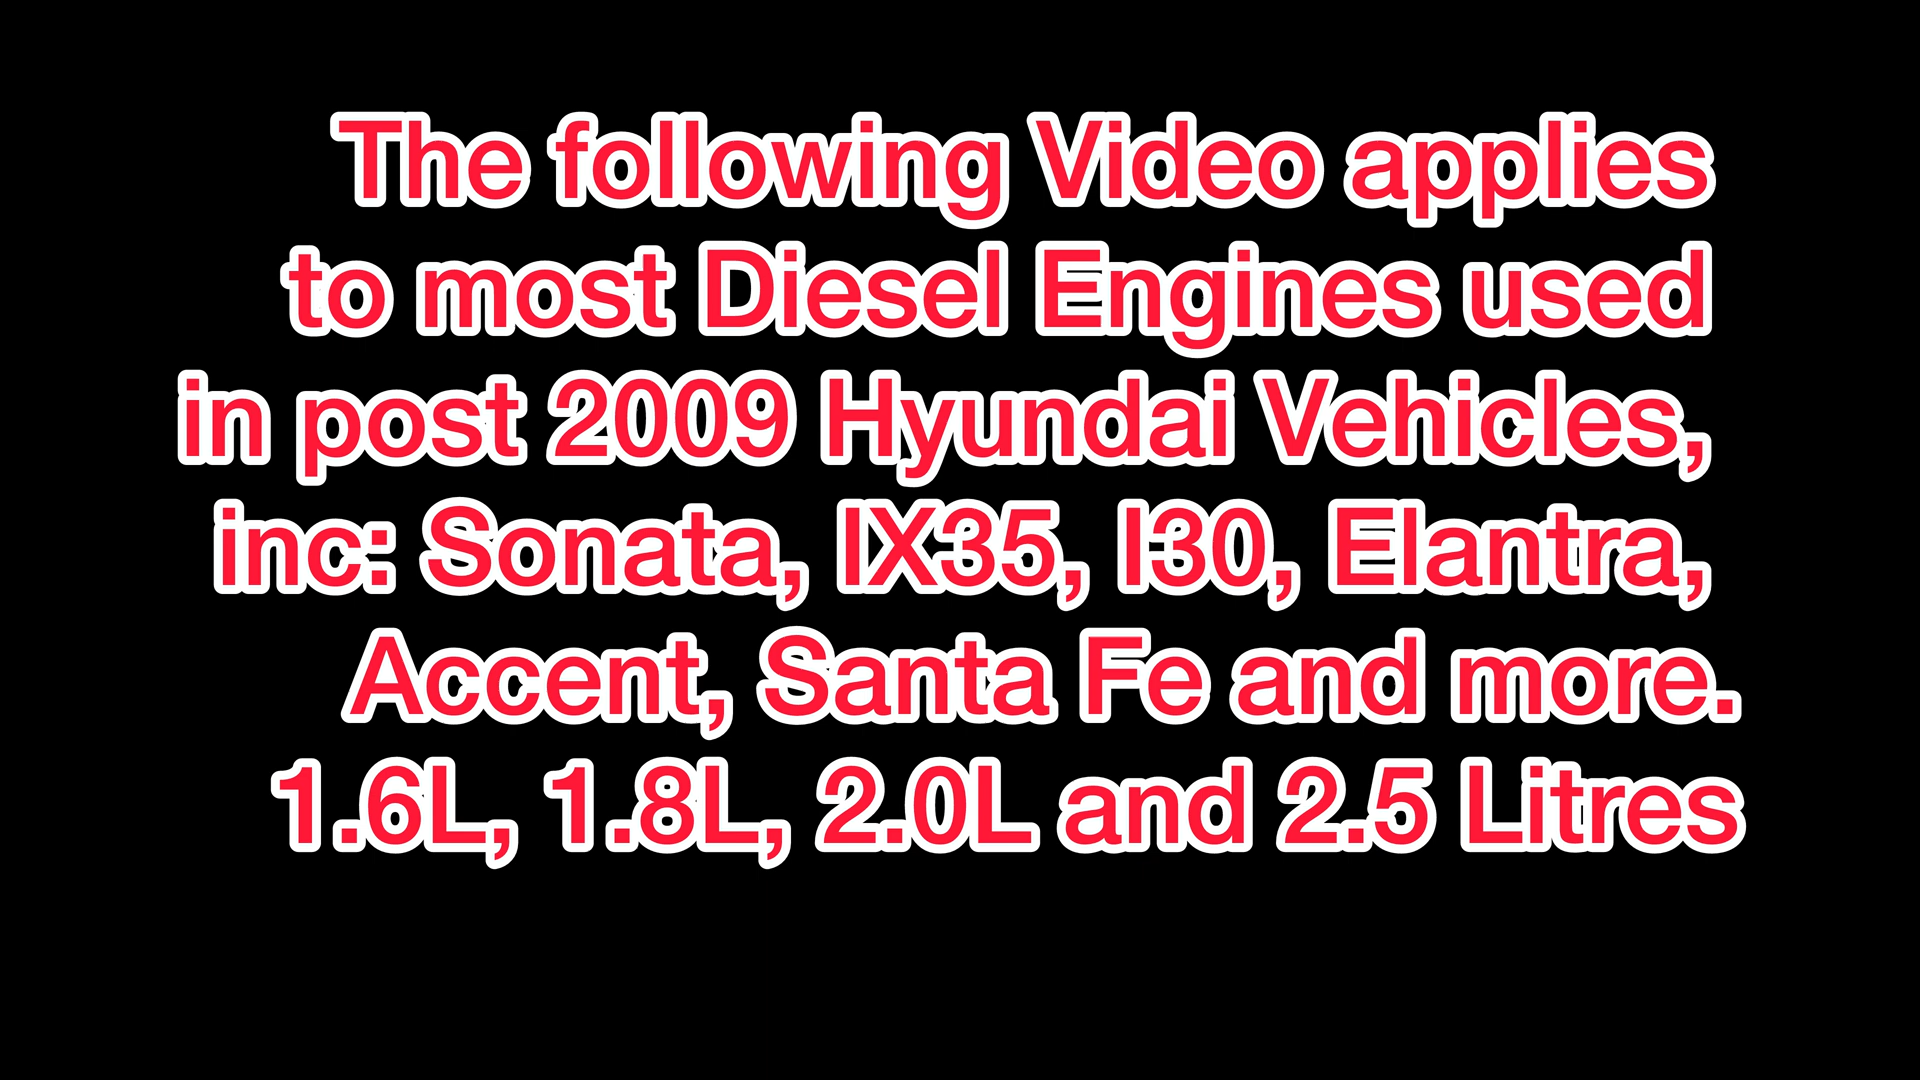 The following Video applies
to most Diesel Engines used
in post 2009 Hyundai Vehicles,
inc: Sonata, IX35, I30, Elantra,
Accent, Santa Fe and more.
1.6L, 1.8L, 2.0L and 2.5 Litres